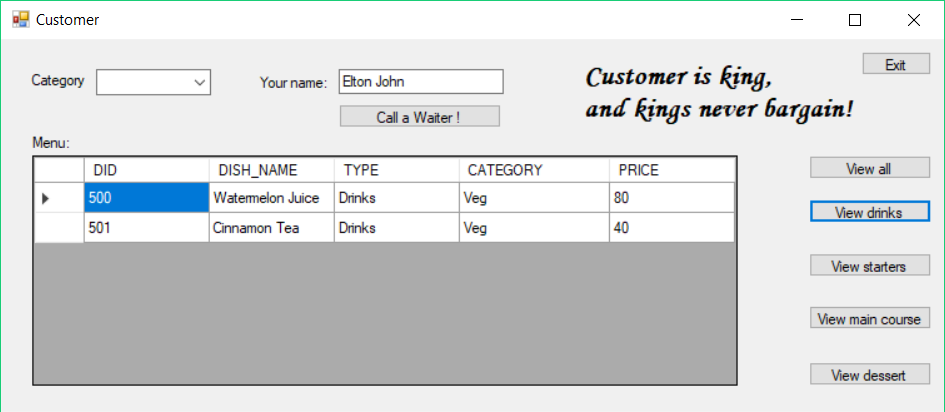 Customer
Exit
Category
Your name: Elton John
Customer is king,
and kings never bargain!
Call a Waiter !
Menu:
DID DISH_NAME TYPE CATEGORY PRICE
500 Watermelon Juice Drinks Veg 80
501 Cinnamon Tea Drinks Veg 40
View all
View drinks
View starters
View main course
View dessert